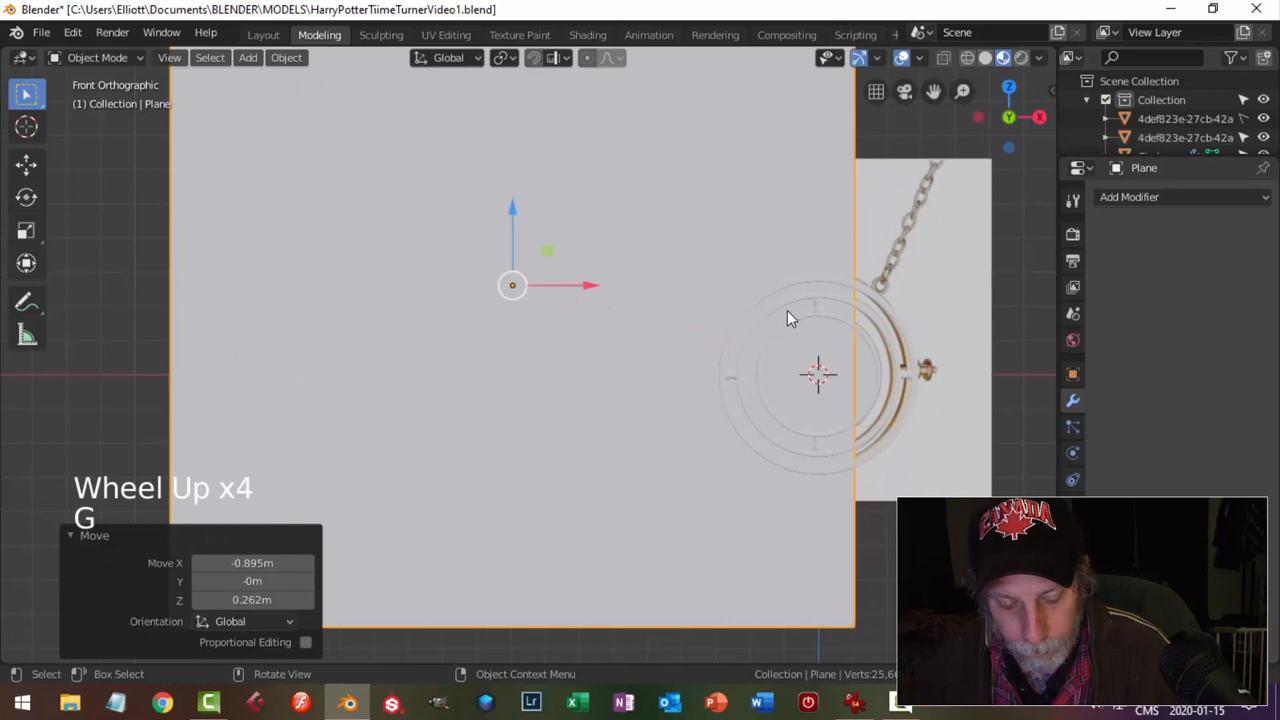 Blender* [C:\Users\Elliott\Documents\BLENDER\MODELS\HarryPotterTiimeTurnerVideo1.blend]
File Edit Render Window Help Layout Modeling Sculpting UV Editing Texture Paint Shading Animation Rendering Compositing Scripting Scene View Layer
Object Mode View Select Add Object Global
Front Orthographic
(1) Collection | Plane
Z
Y
X
Scene Collection
Collection
4def823e-27cb-42a
4def823e-27cb-42a
Plane
Add Modifier
Wheel Up x4
G
Move
Move X -0.895m
Y -0m
Z 0.262m
Orientation Global
Proportional Editing
CANADA
Select Box Select Rotate View Object Context Menu Collection | Plane | Verts:25,6
Lr
CMS 2020-01-15